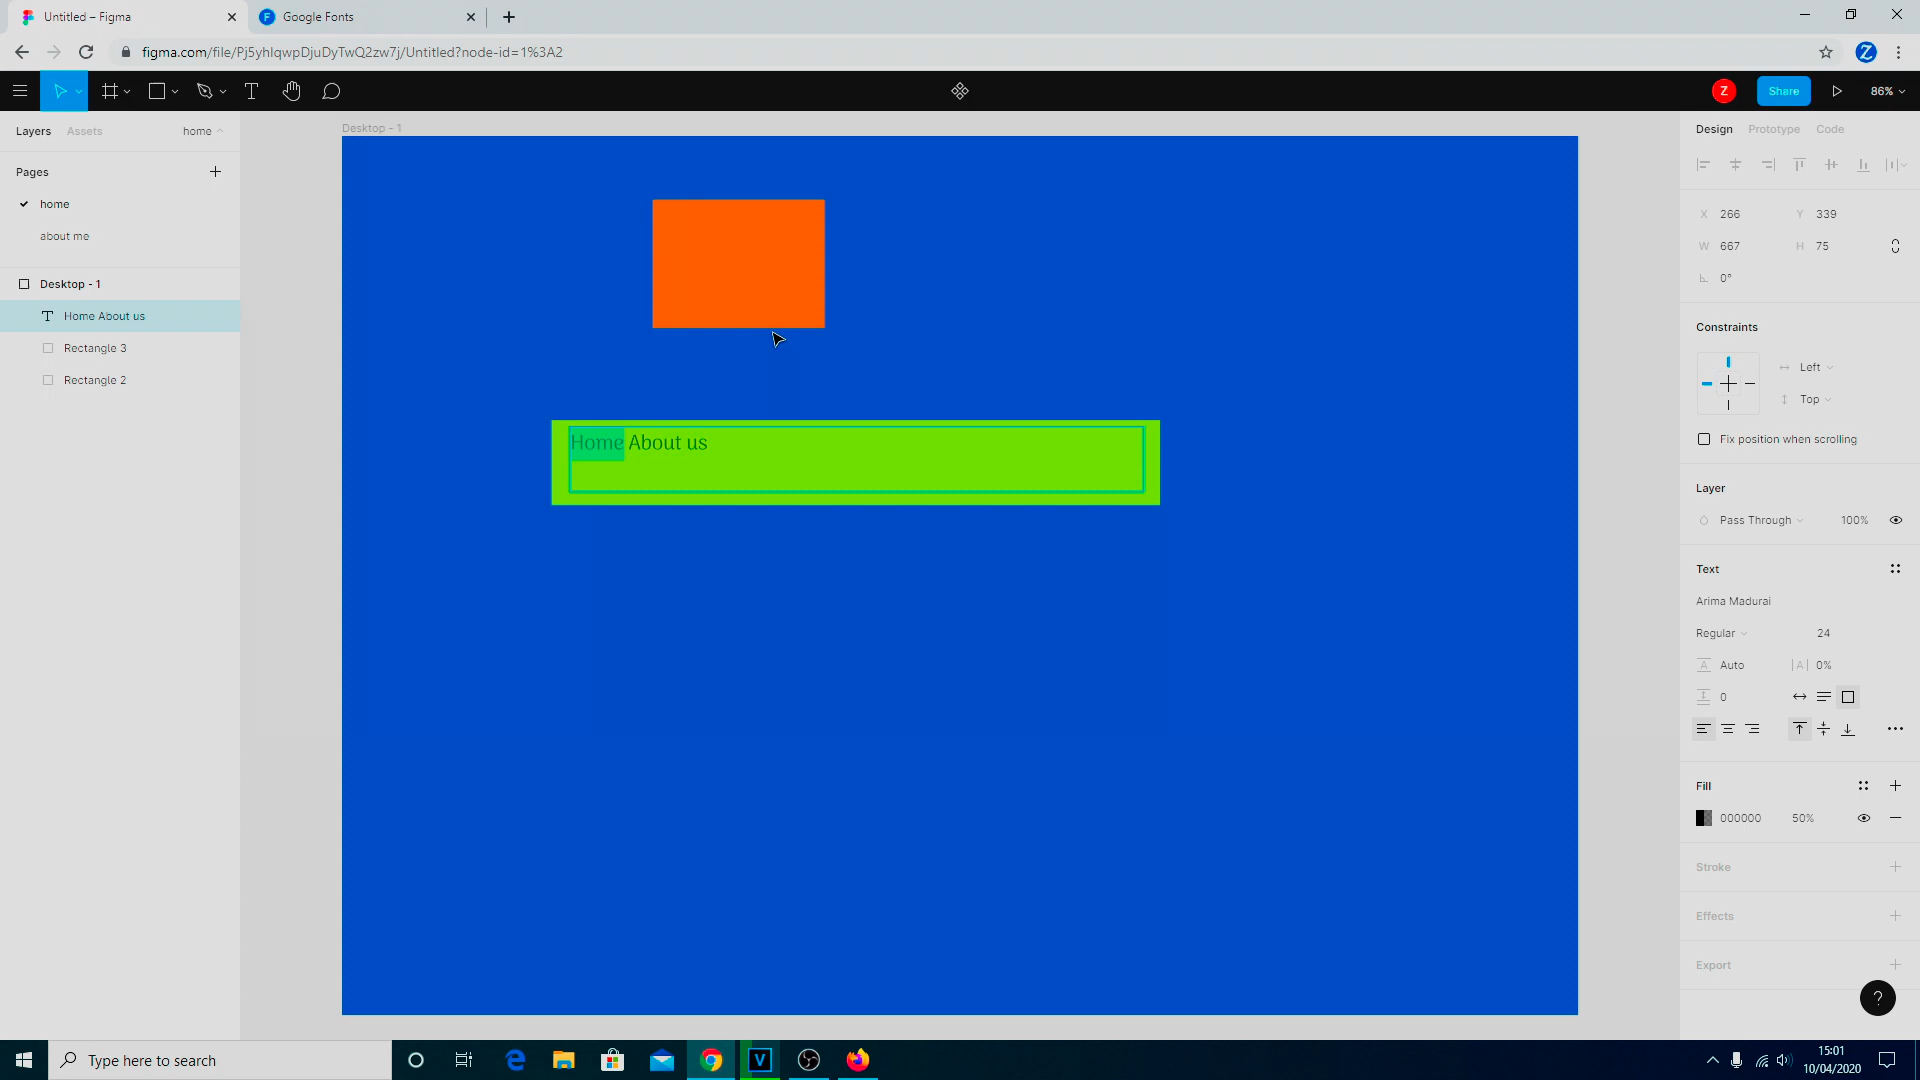 Untitled – Figma
Google Fonts
figma.com/file/Pj5yhlqwpDjuDyTwQ2zw7j/Untitled?node-id=1%3A2
Z
Share
86%
Layers
Assets
home
Desktop - 1
Design
Prototype
Code
Pages
home
about me
Desktop - 1
Home About us
Rectangle 3
Rectangle 2
Home About us
X 266
Y 339
W 667
H 75
0°
Constraints
Left
Top
Fix position when scrolling
Layer
Pass Through
100%
Text
Arima Madurai
Regular
24
A Auto
|A| 0%
0
Fill
000000
50%
Stroke
Effects
Export
?
Type here to search
15:01
10/04/2020